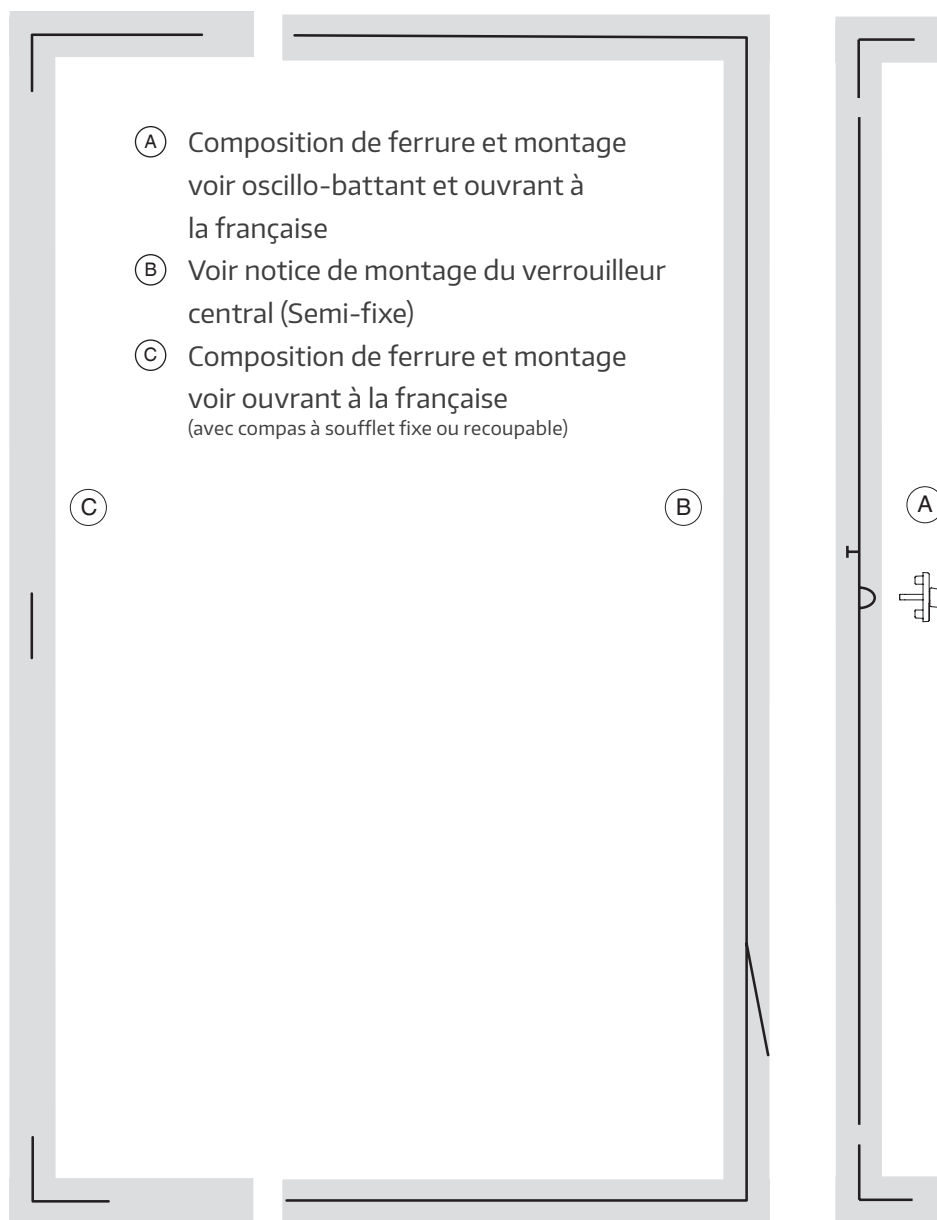 A Composition de ferrure et montage
voir oscillo-battant et ouvrant à
la française
B Voir notice de montage du verrouilleur
central (Semi-fixe)
C Composition de ferrure et montage
voir ouvrant à la française
(avec compas à soufflet fixe ou recoupable)
C B A